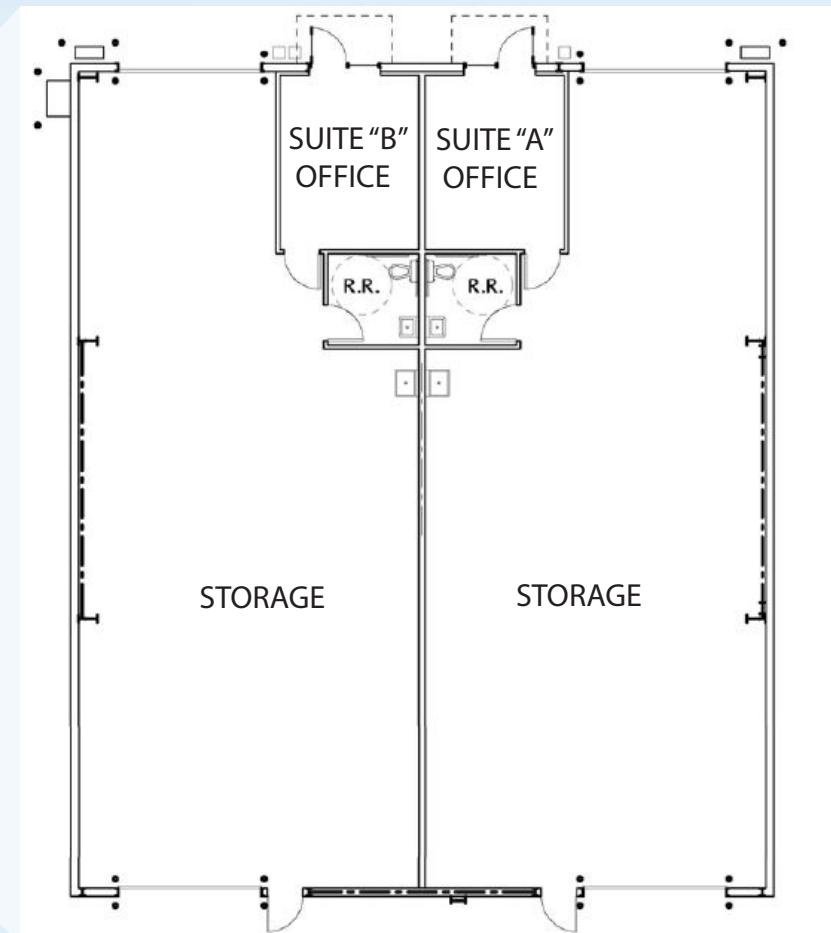 SUITE “B”
OFFICE
SUITE “A”
OFFICE
R.R.
R.R.
STORAGE
STORAGE